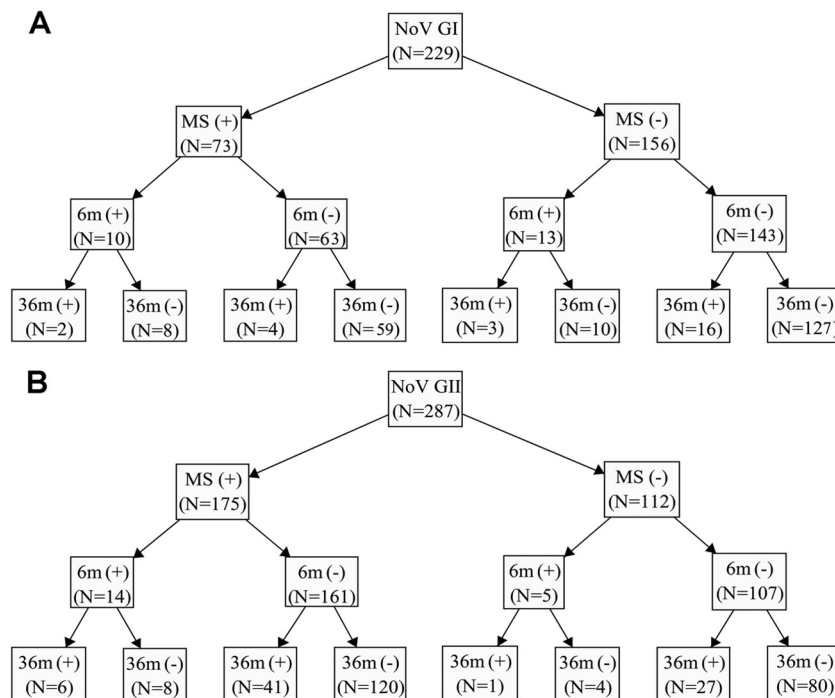 A
NoV GI
(N=229)
MS (+)
(N=73)
MS (-)
(N=156)
6m (+)
(N=10)
6m (-)
(N=63)
6m (+)
(N=13)
6m (-)
(N=143)
36m (+)
(N=2)
36m (-)
(N=8)
36m (+)
(N=4)
36m (-)
(N=59)
36m (+)
(N=3)
36m (-)
(N=10)
36m (+)
(N=16)
36m (-)
(N=127)
B
NoV GII
(N=287)
MS (+)
(N=175)
MS (-)
(N=112)
6m (+)
(N=14)
6m (-)
(N=161)
6m (+)
(N=5)
6m (-)
(N=107)
36m (+)
(N=6)
36m (-)
(N=8)
36m (+)
(N=41)
36m (-)
(N=120)
36m (+)
(N=1)
36m (-)
(N=4)
36m (+)
(N=27)
36m (-)
(N=80)